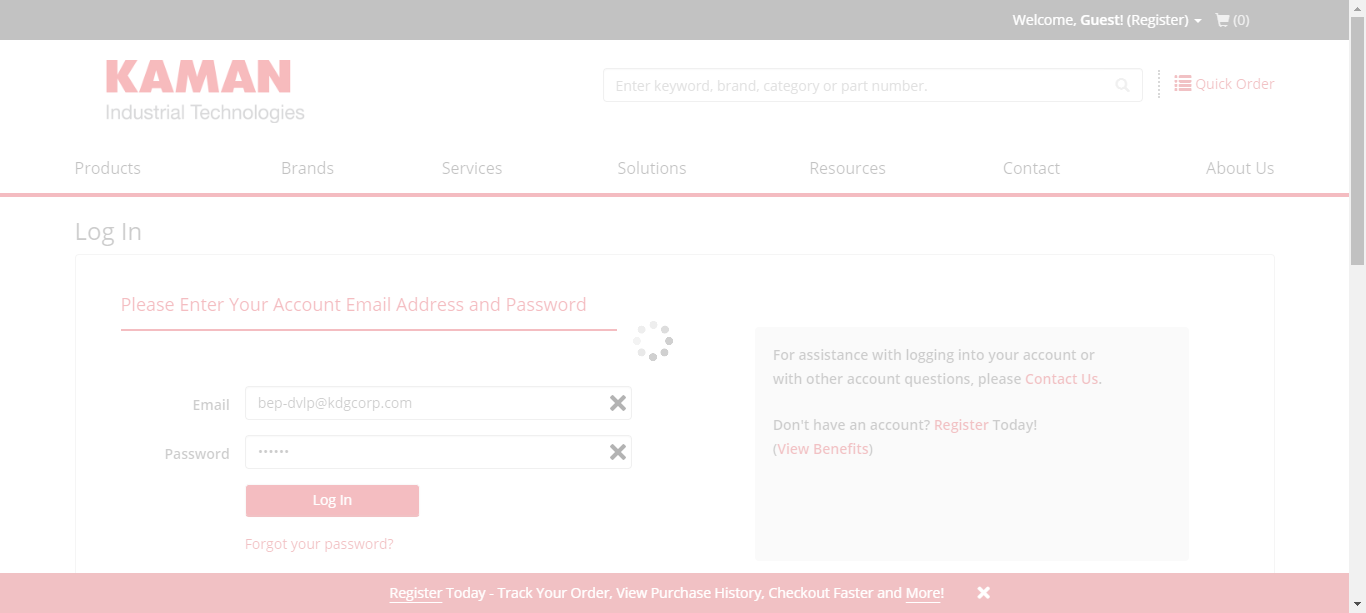 Welcome, Guest! (Register) (0)
KAMAN
Industrial Technologies
Enter keyword, brand, category or part number.
Quick Order
Products Brands Services Solutions Resources Contact About Us
Log In
Please Enter Your Account Email Address and Password
For assistance with logging into your account or
with other account questions, please Contact Us.
Don't have an account? Register Today!
(View Benefits)
Email bep-dvlp@kdgcorp.com
Password ••••••
Log In
Forgot your password?
Register Today - Track Your Order, View Purchase History, Checkout Faster and More!